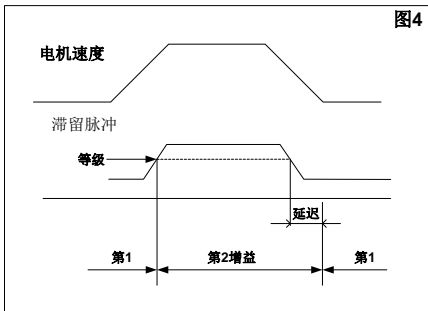 图4
电机速度
滞留脉冲
等级
延迟
第1 第2增益 第1